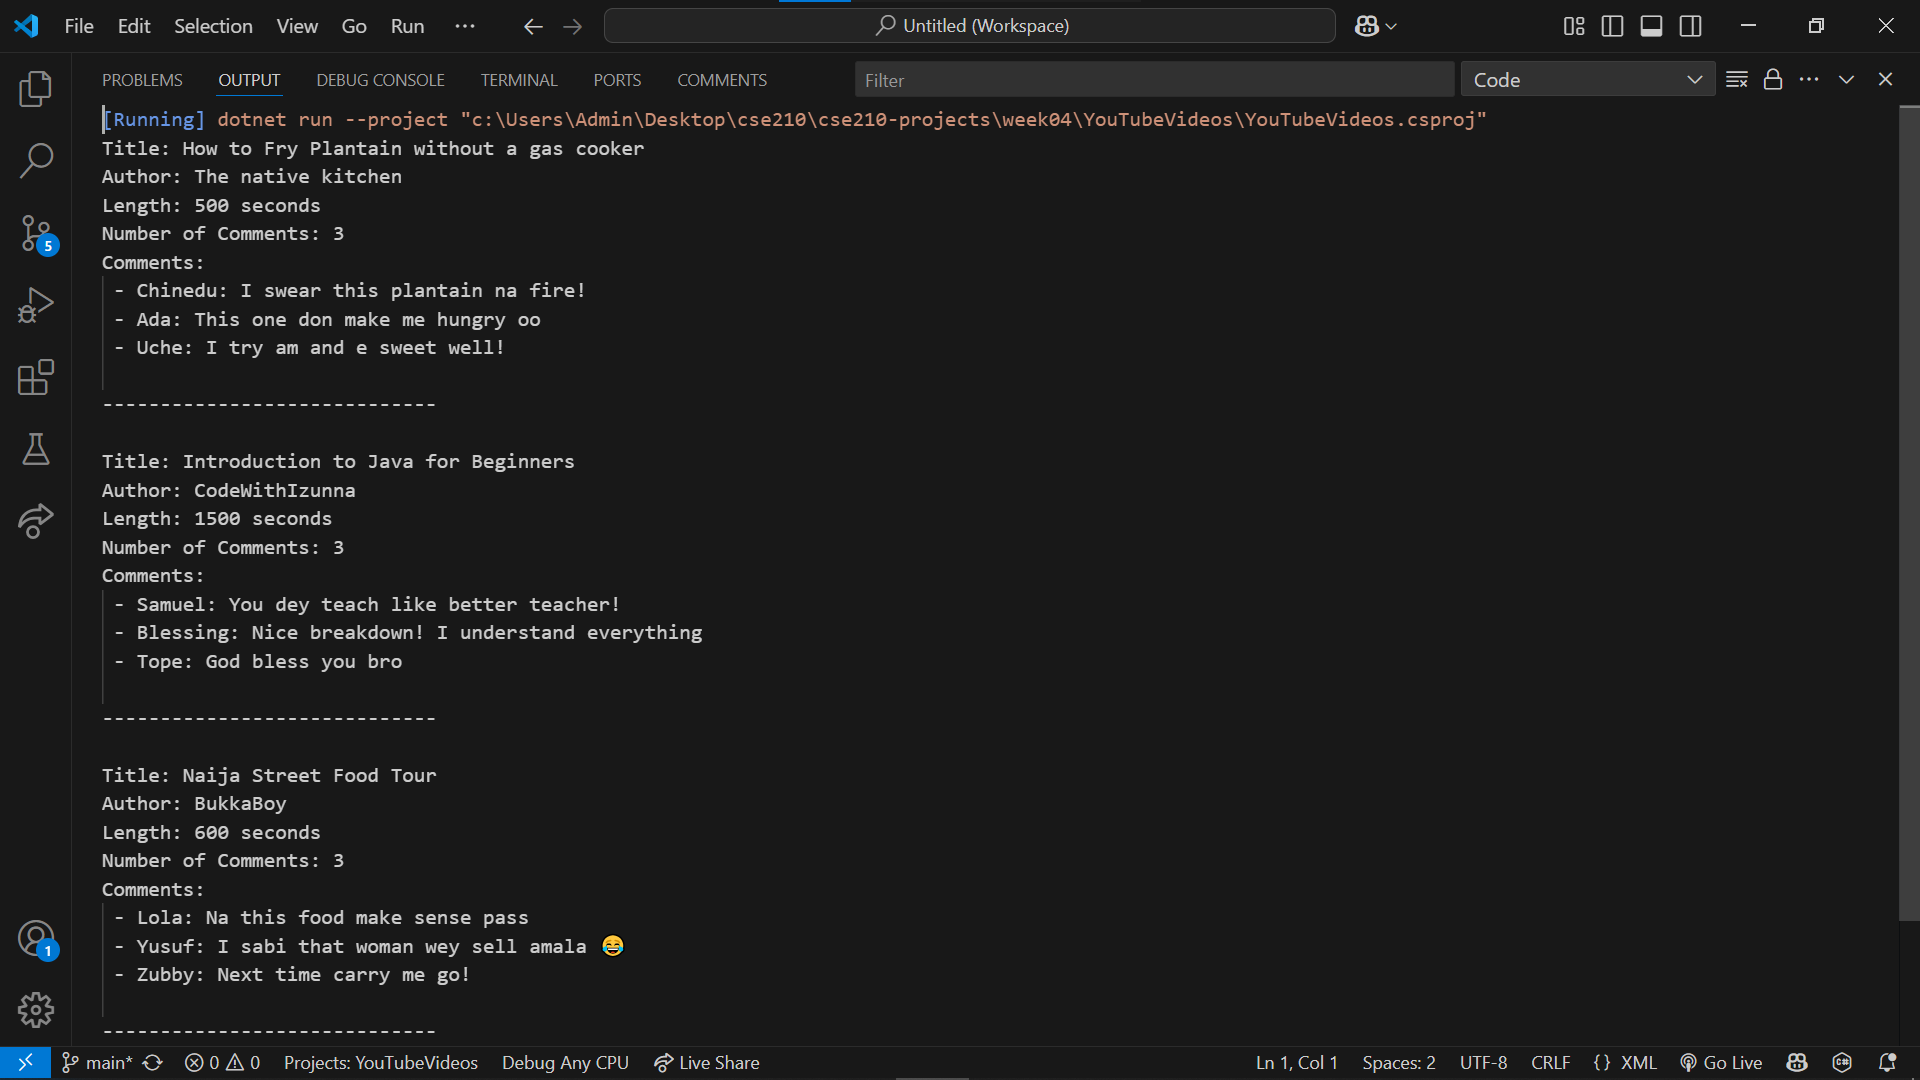 File Edit Selection View Go Run ··· Untitled (Workspace)
PROBLEMS OUTPUT DEBUG CONSOLE TERMINAL PORTS COMMENTS Filter Code
[Running] dotnet run --project "c:\Users\Admin\Desktop\cse210\cse210-projects\week04\YouTubeVideos\YouTubeVideos.csproj"
Title: How to Fry Plantain without a gas cooker
Author: The native kitchen
Length: 500 seconds
Number of Comments: 3
Comments:
- Chinedu: I swear this plantain na fire!
- Ada: This one don make me hungry oo
- Uche: I try am and e sweet well!
-----------------------------
Title: Introduction to Java for Beginners
Author: CodeWithIzunna
Length: 1500 seconds
Number of Comments: 3
Comments:
- Samuel: You dey teach like better teacher!
- Blessing: Nice breakdown! I understand everything
- Tope: God bless you bro
-----------------------------
Title: Naija Street Food Tour
Author: BukkaBoy
Length: 600 seconds
Number of Comments: 3
Comments:
- Lola: Na this food make sense pass
- Yusuf: I sabi that woman wey sell amala 😂
- Zubby: Next time carry me go!
-----------------------------
5
1
main* 0 0 Projects: YouTubeVideos Debug Any CPU Live Share Ln 1, Col 1 Spaces: 2 UTF-8 CRLF {} XML Go Live